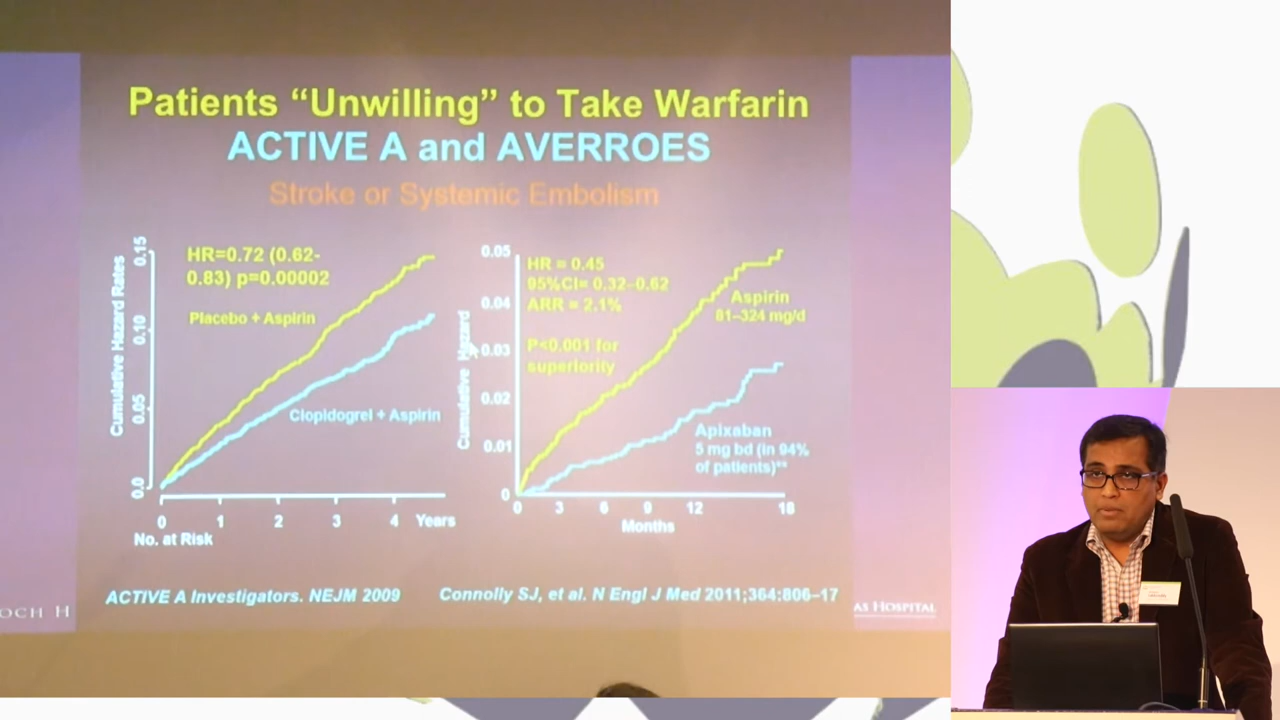 Patients “Unwilling” to Take Warfarin
ACTIVE A and AVERROES
Stroke or Systemic Embolism
Cumulative Hazard Rates
0.15
0.10
0.05
0.0
HR=0.72 (0.62-
0.83) p=0.00002
Placebo + Aspirin
Clopidogrel + Aspirin
0 1 2 3 4 Years
No. at Risk
Cumulative Hazard
0.05
0.04
0.03
0.02
0.01
0
HR = 0.45
95%CI= 0.32–0.62
ARR = 2.1%
P<0.001 for
superiority
Aspirin
81–324 mg/d
Apixaban
5 mg bd (in 94%
of patients)**
0 3 6 9 12 18
Months
ACTIVE A Investigators. NEJM 2009
Connolly SJ, et al. N Engl J Med 2011;364:806–17
OCH H
AS HOSPITAL